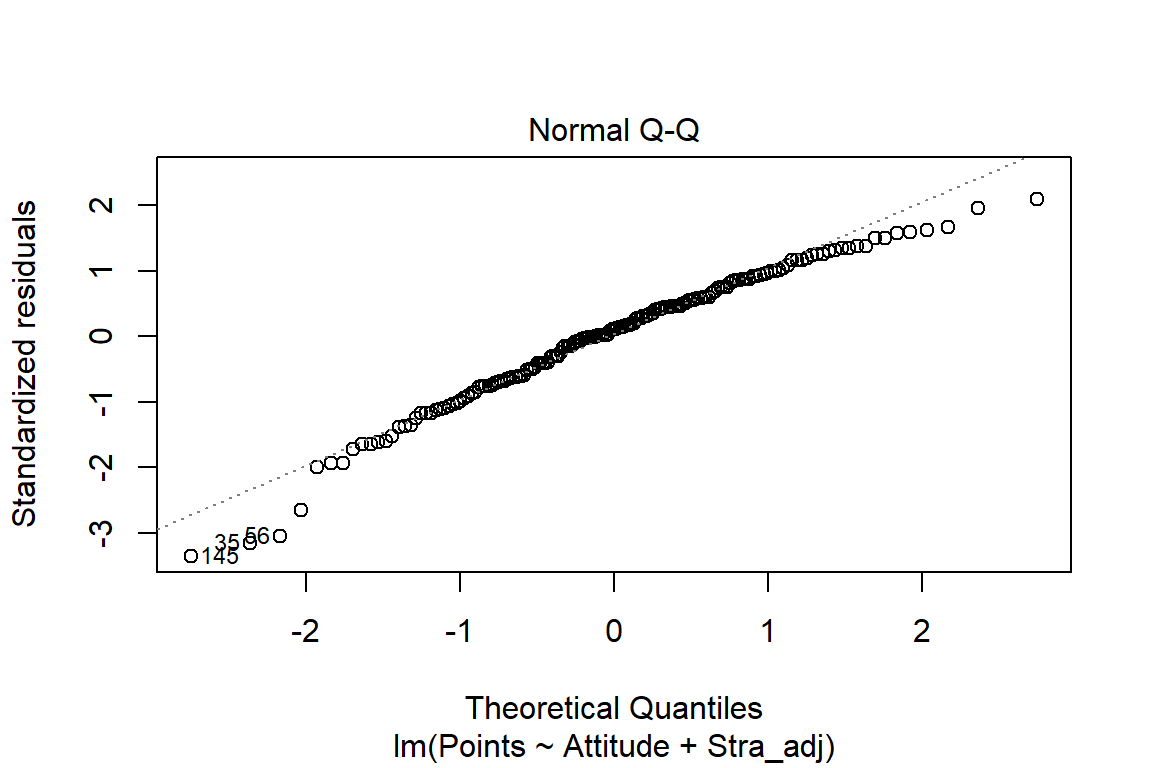 Normal Q-Q
Standardized residuals
2
1
0
-1
-2
-3
35 56
145
-2 -1 0 1 2
Theoretical Quantiles
lm(Points ~ Attitude + Stra_adj)